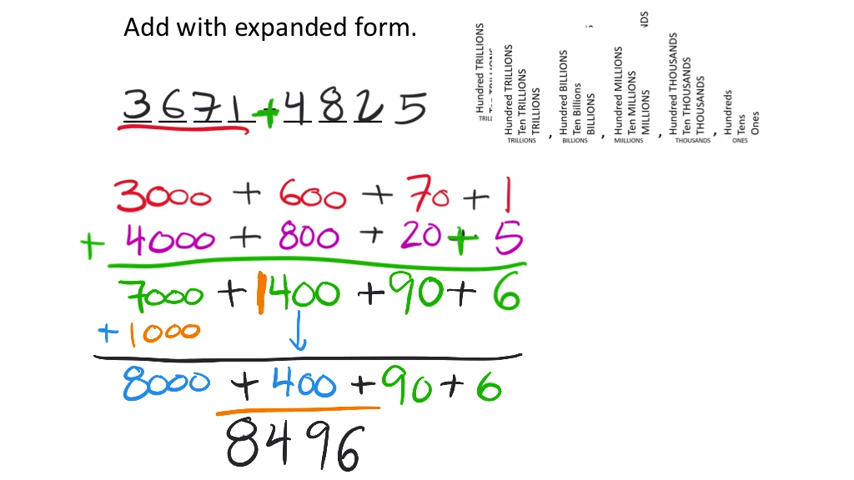 Add with expanded form.
3671 + 4825
3000 + 600 + 70 + 1
+ 4000 + 800 + 20 + 5
7000 + 1400 + 90 + 6
+ 1000
8000 + 400 + 90 + 6
8496
Hundred TRILLIONS
Hundred TRILLIONS
Ten TRILLIONS
TRILLIONS
TRILLIONS
,
Hundred BILLIONS
Ten Billions
BILLIONS
BILLIONS
,
Hundred MILLIONS
Ten MILLIONS
MILLIONS
MILLIONS
,
Hundred THOUSANDS
Ten THOUSANDS
THOUSANDS
THOUSANDS
,
Hundreds
Tens
Ones
ONES